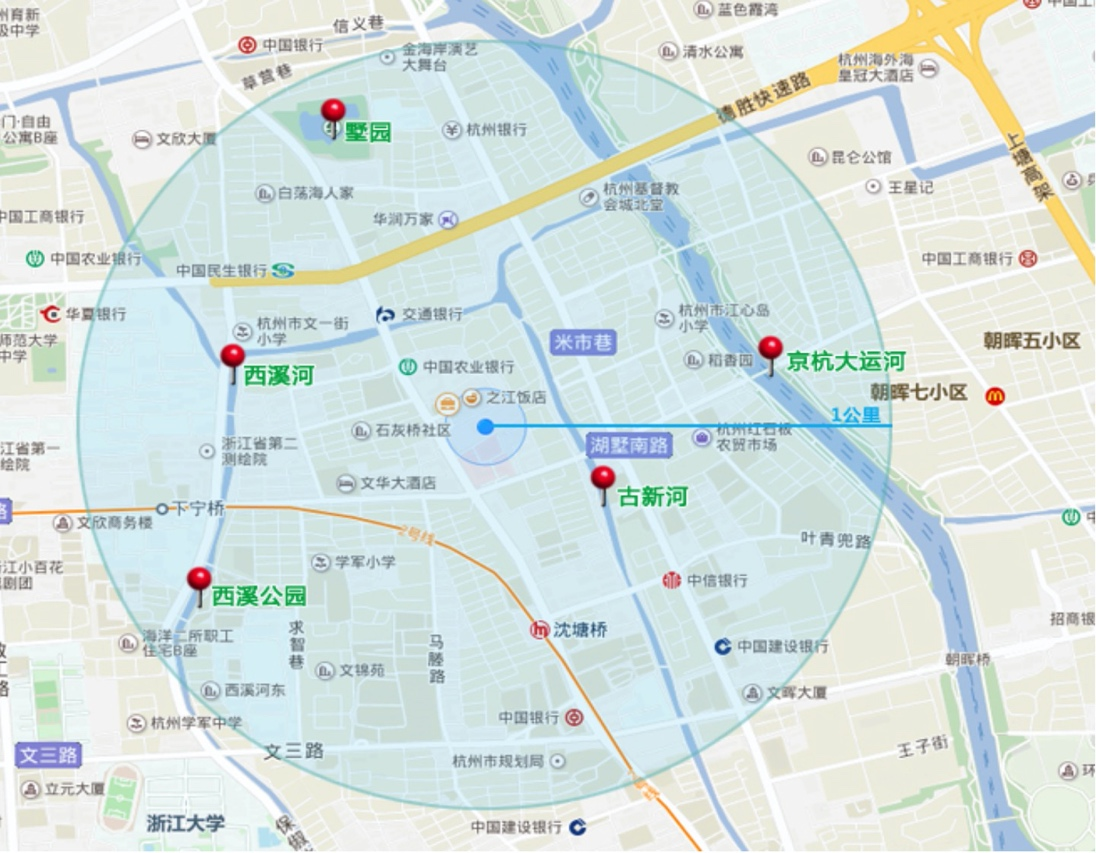 蓝色霞湾
州育新
级中学
信义巷
中国银行
金海岸演艺
大舞台
清水公寓
杭州海外海
皇冠大酒店
草营巷
德胜快速路
墅园
杭州银行
门·自由
公寓B座
文欣大厦
昆仑公馆
上塘高架
王星记
白荡海人家
杭州基督教
会城北堂
华润万家
中国工商银行
中国农业银行
中国民生银行
中国工商银行
华夏银行
杭州市文一街
小学
交通银行
杭州市江心岛
小学
师范大学
中学
米市巷
朝晖五小区
西溪河
中国农业银行
稻香园
京杭大运河
朝晖七小区
之江饭店
1公里
石灰桥社区
湖墅南路
杭州红石板
农贸市场
江省第一
绘院
浙江省第二
测绘院
文华大酒店
古新河
路
下宁桥
文欣商务楼
2号线
叶青兜路
学军小学
中信银行
江小百花
剧团
西溪公园
求智巷
沈塘桥
招商银
海洋二所职工
住宅B座
马塍路
中国建设银行
朝晖桥
文锦苑
西溪河东
文晖大厦
杭州学军中学
中国银行
文三路
文三路
王子街
杭州市规划局
立元大厦
浙江大学
保俶
中国建设银行
环